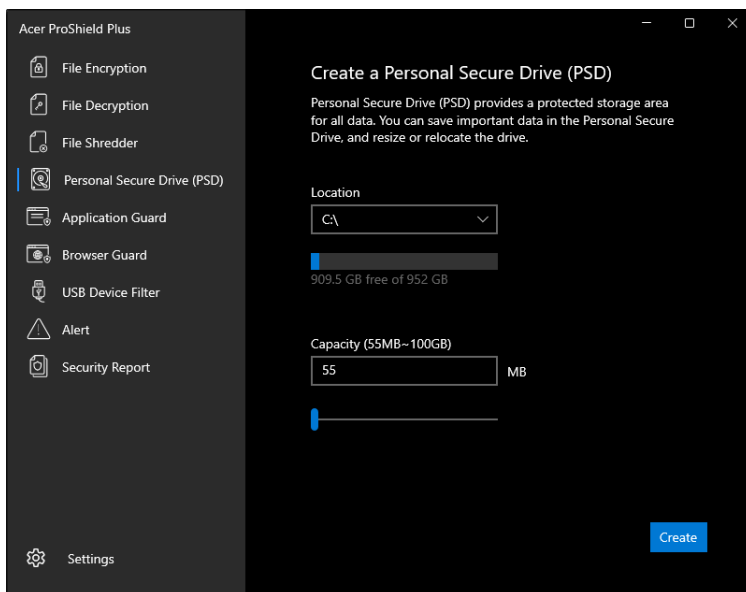 Acer ProShield Plus
File Encryption
File Decryption
File Shredder
Personal Secure Drive (PSD)
Application Guard
Browser Guard
USB Device Filter
Alert
Security Report
Settings
Create a Personal Secure Drive (PSD)
Personal Secure Drive (PSD) provides a protected storage area
for all data. You can save important data in the Personal Secure
Drive, and resize or relocate the drive.
Location
C:\
909.5 GB free of 952 GB
Capacity (55MB~100GB)
55 MB
Create